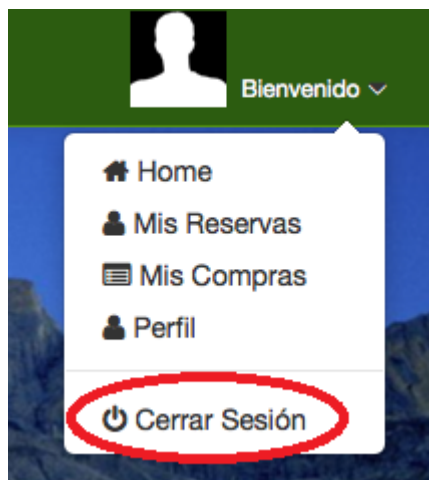 Bienvenido
Home
Mis Reservas
Mis Compras
Perfil
Cerrar Sesión